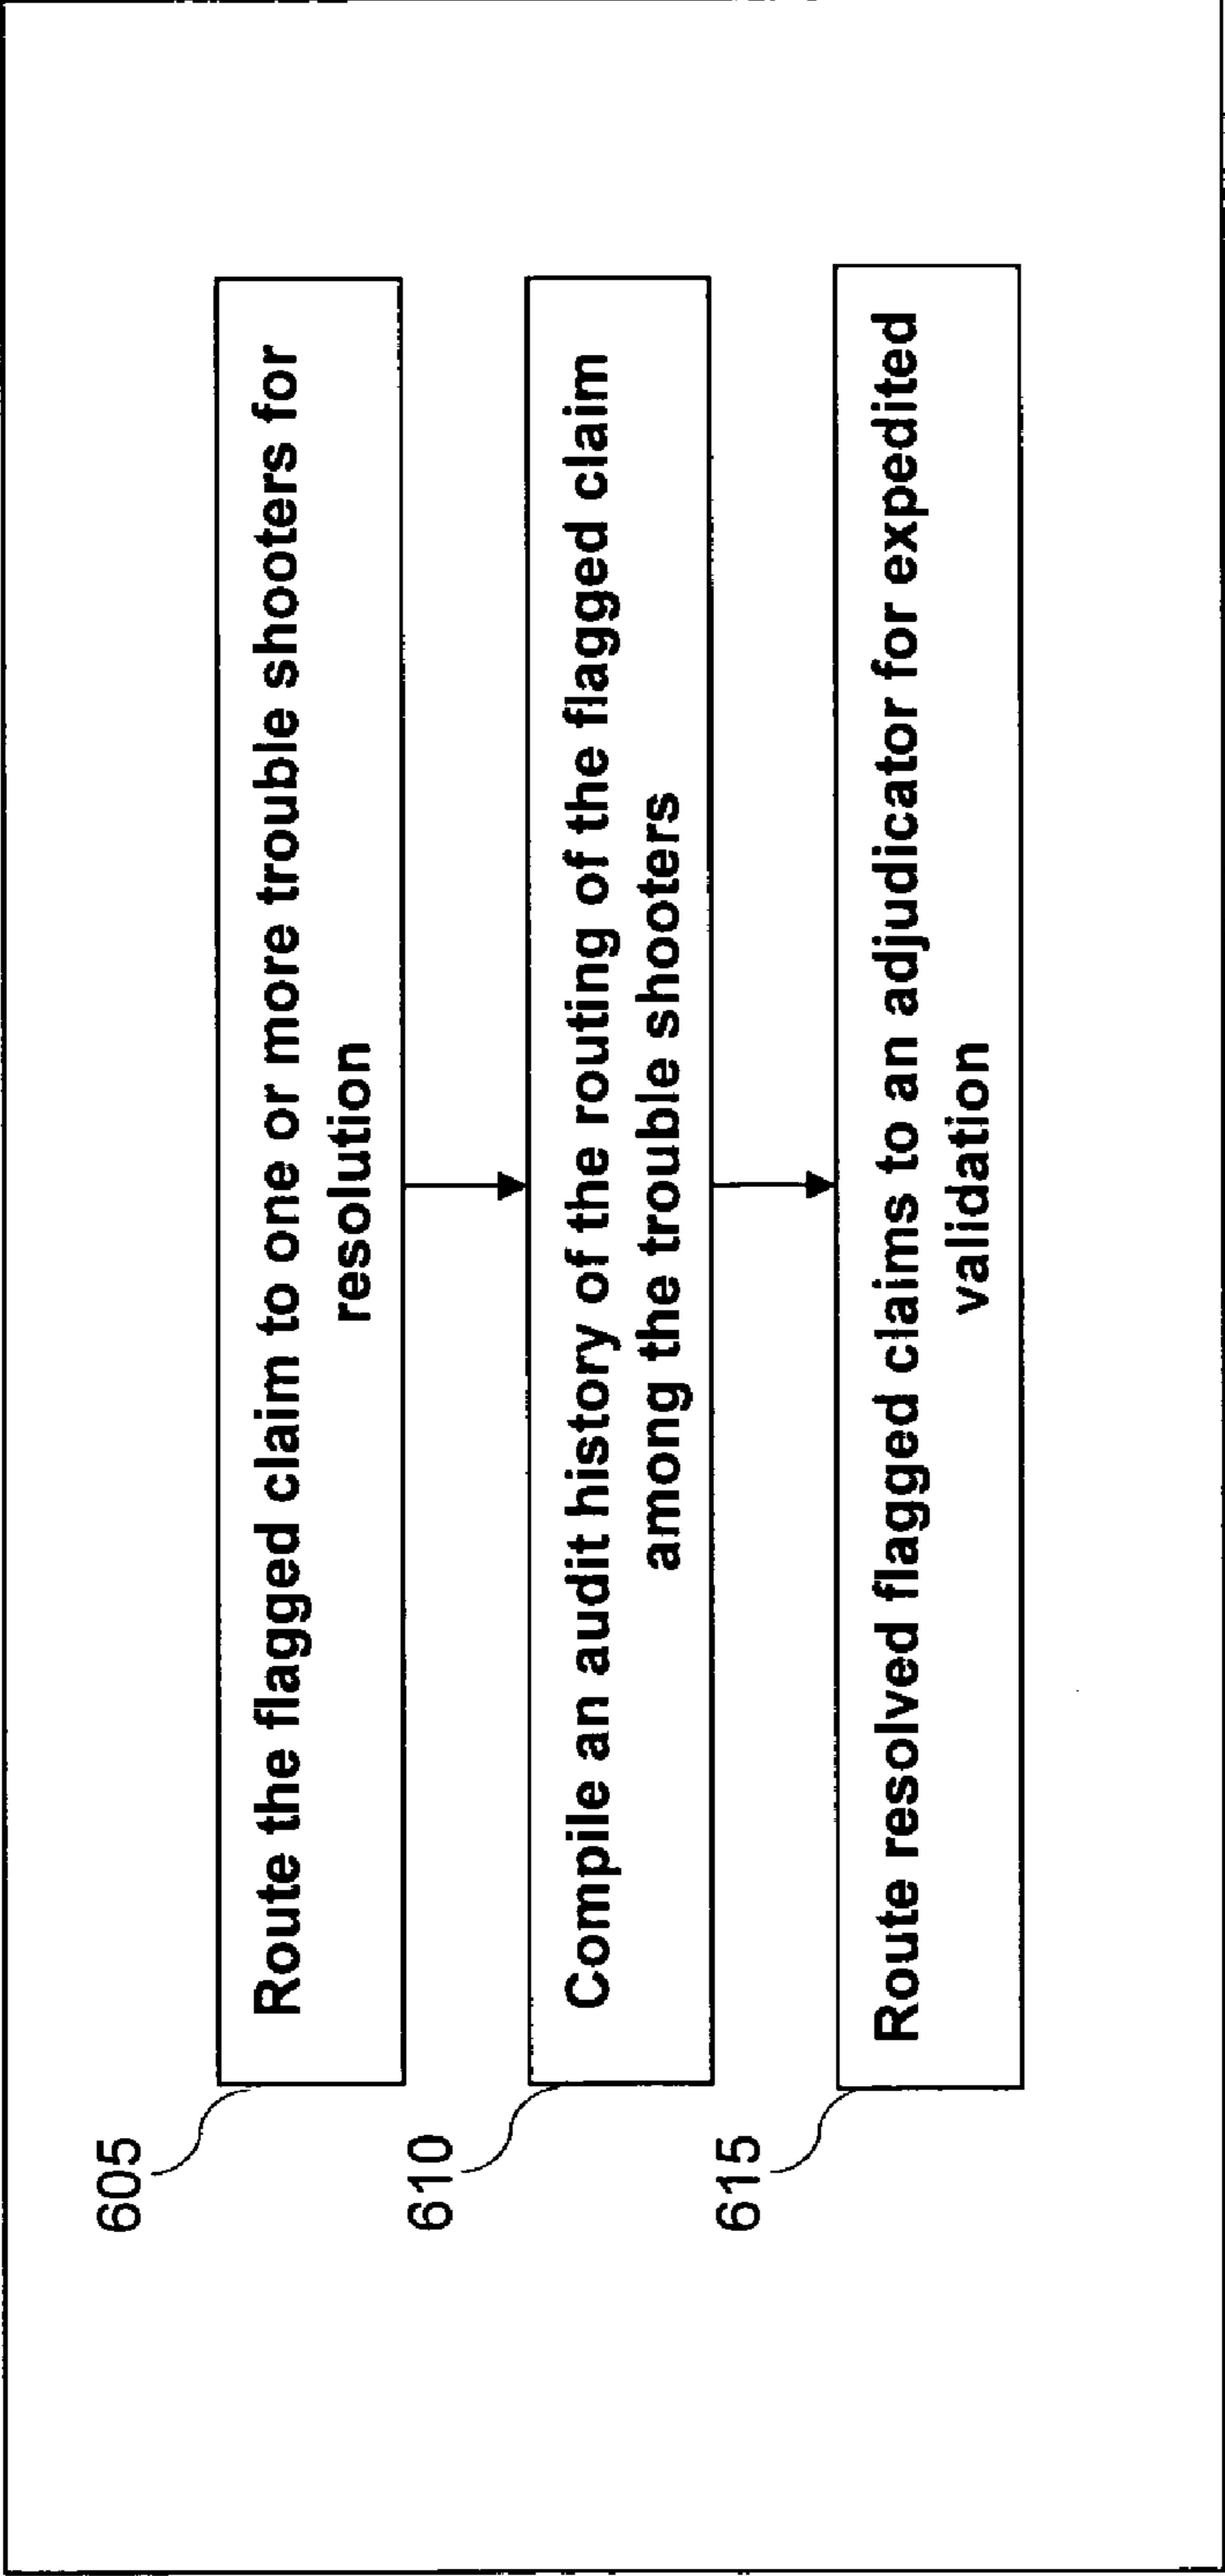 605
Route the flagged claim to one or more trouble shooters for
resolution
610
Compile an audit history of the routing of the flagged claim
among the trouble shooters
615
Route resolved flagged claims to an adjudicator for expedited
validation